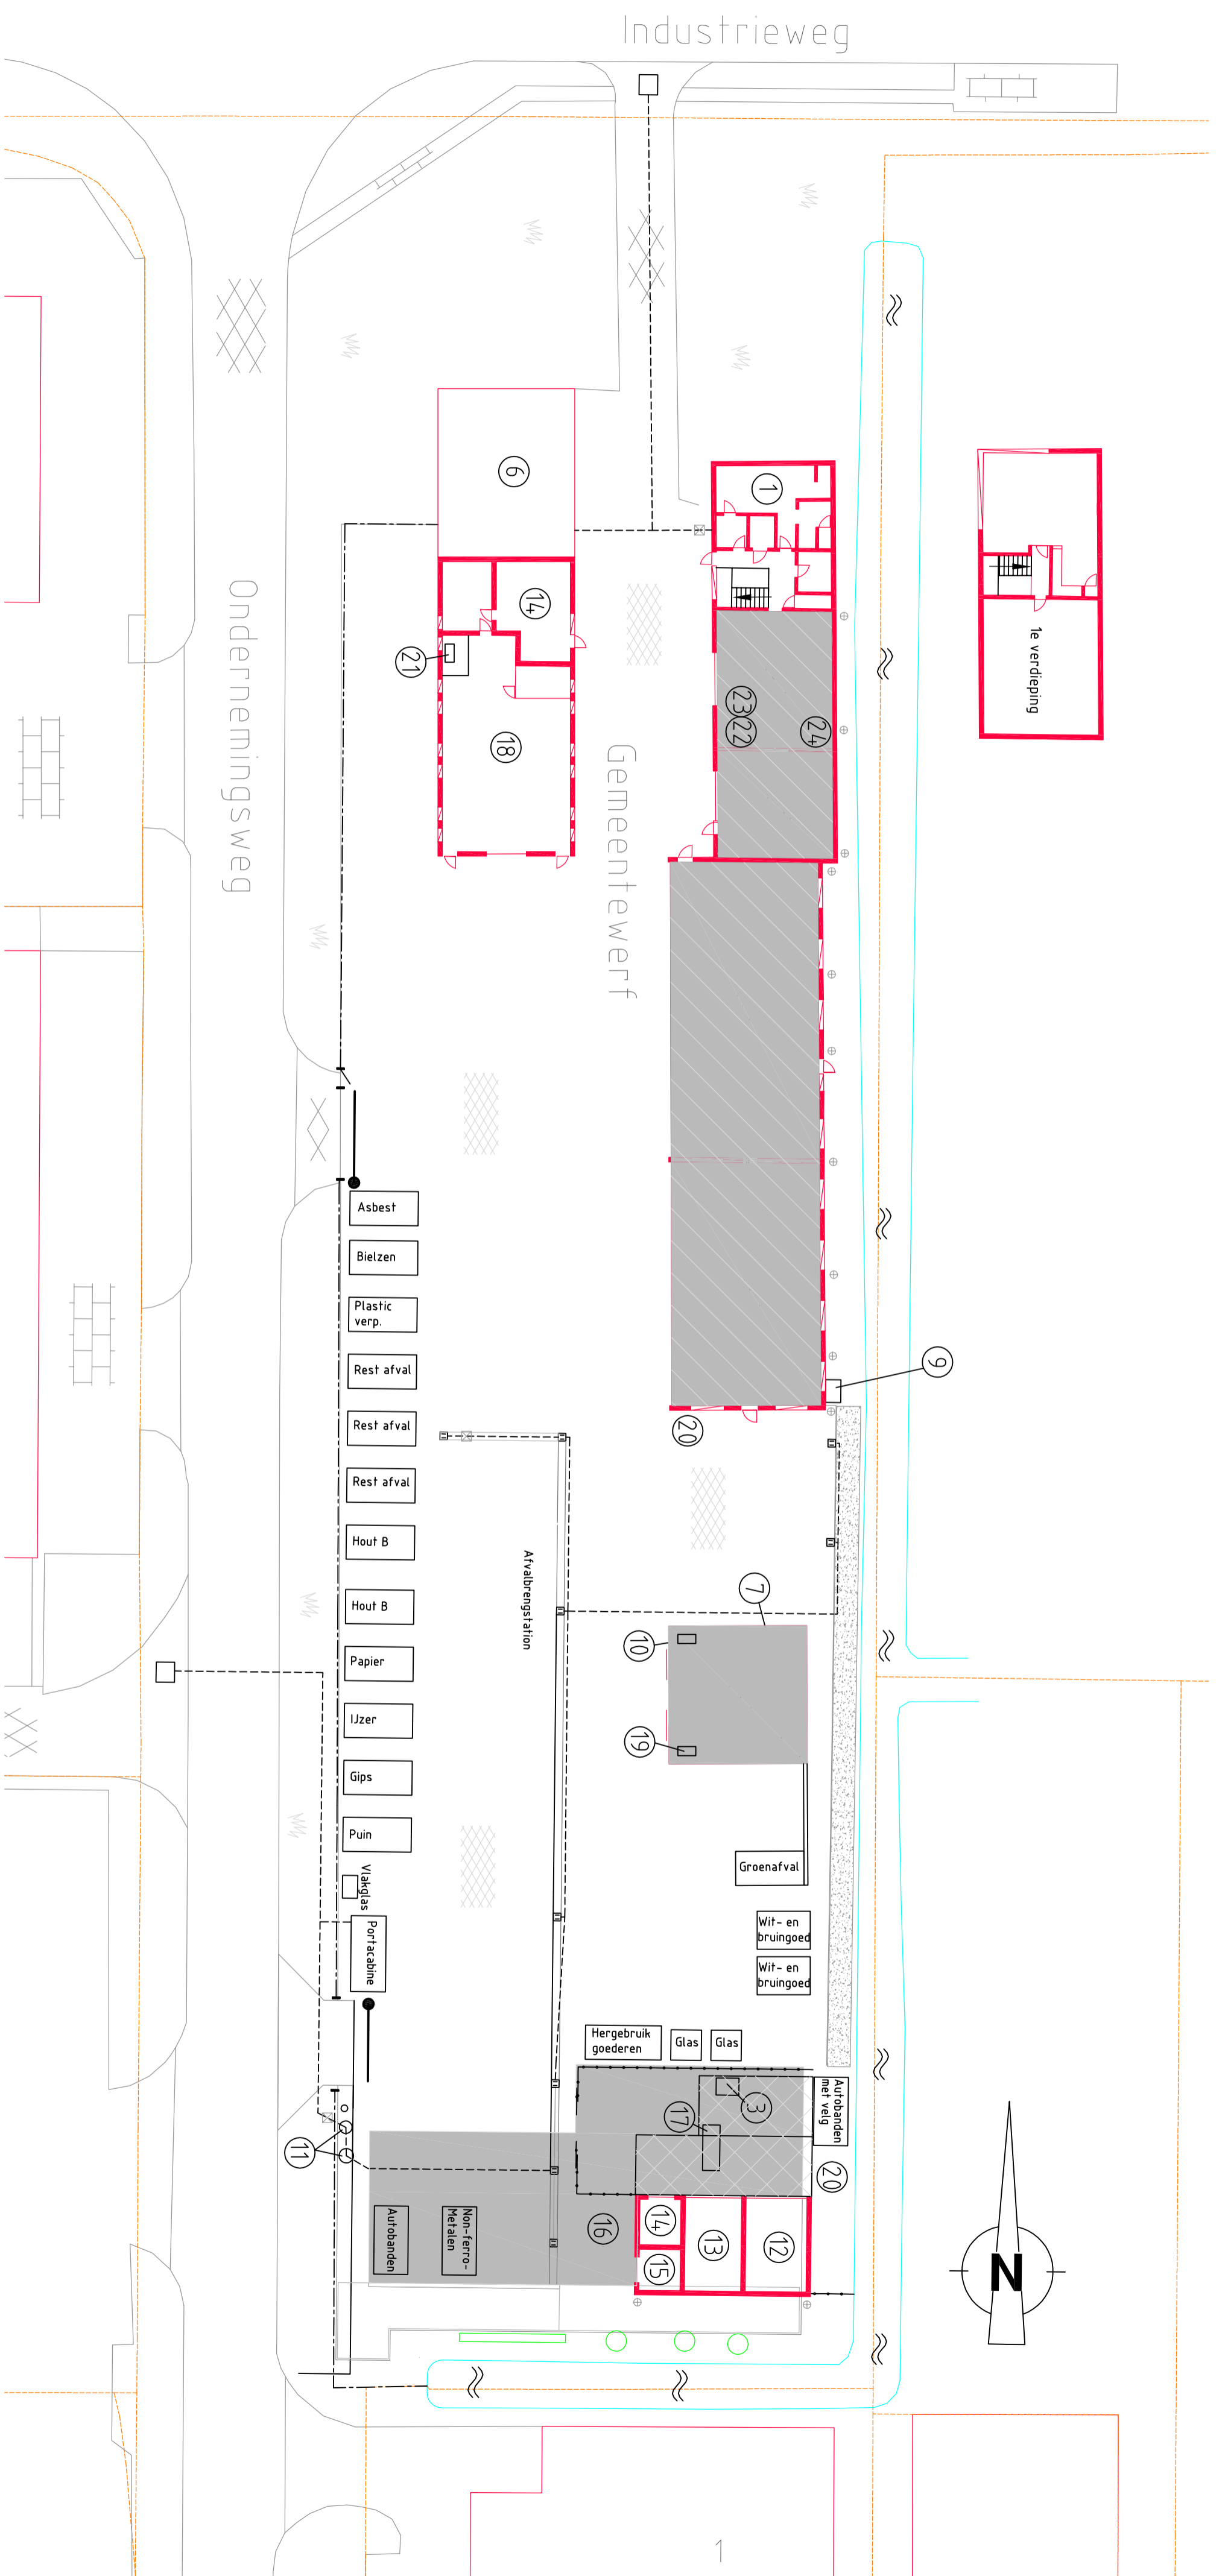 Industrieweg
1
6
14
1e verdieping
21
23
22
24
18
Ondernemingsweg
Gemeentewerf
Asbest
Bielzen
Plastic
verp.
9
Rest afval
Rest afval
20
Rest afval
Hout B
Afvalbrengstation
7
Hout B
10
Papier
IJzer
19
Gips
Puin
Groenafval
Vlakglas
Portacabine
Wit- en
bruingoed
Wit- en
bruingoed
Hergebruik
goederen
Glas
Glas
Autobanden
met velg
3
17
11
20
Autobanden
Non-ferro-
Metalen
16
14
15
13
12
N
1